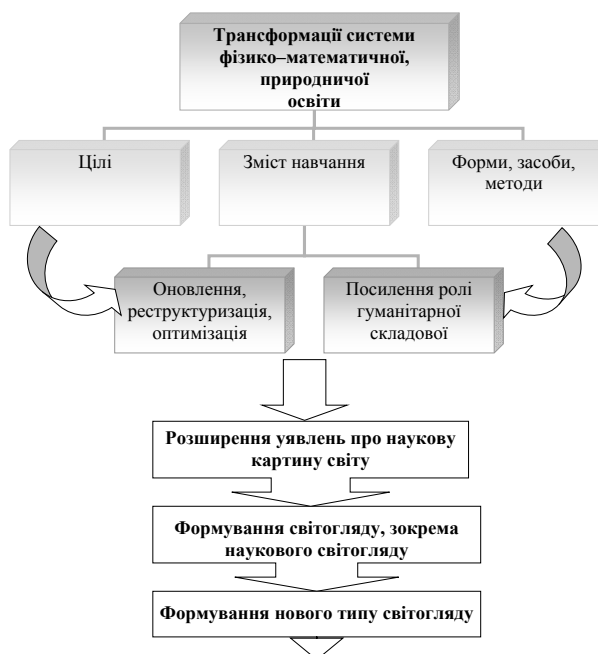 Трансформації системи
фізико–математичної,
природничої
освіти
Цілі
Зміст навчання
Форми, засоби,
методи
Оновлення,
реструктуризація,
оптимізація
Посилення ролі
гуманітарної
складової
Розширення уявлень про наукову
картину світу
Формування світогляду, зокрема
наукового світогляду
Формування нового типу світогляду